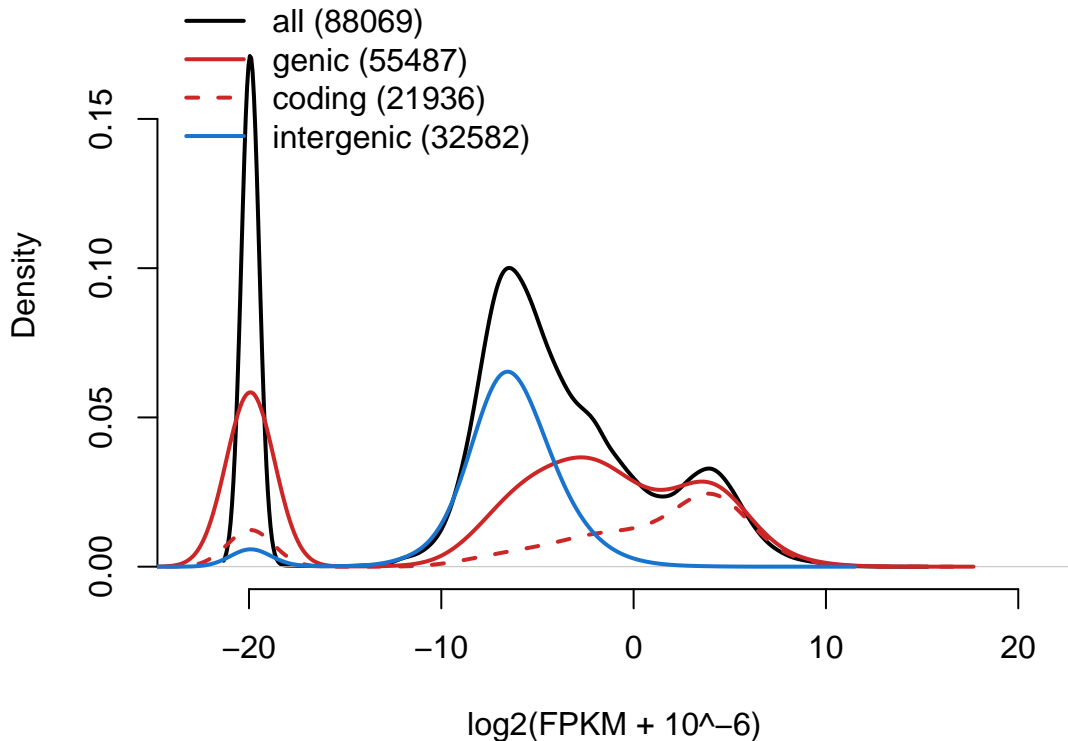 all (88069)
genic (55487)
coding (21936)
intergenic (32582)
Density
0.15
0.10
0.05
0.00
−20 −10 0 10 20
log2(FPKM + 10^−6)